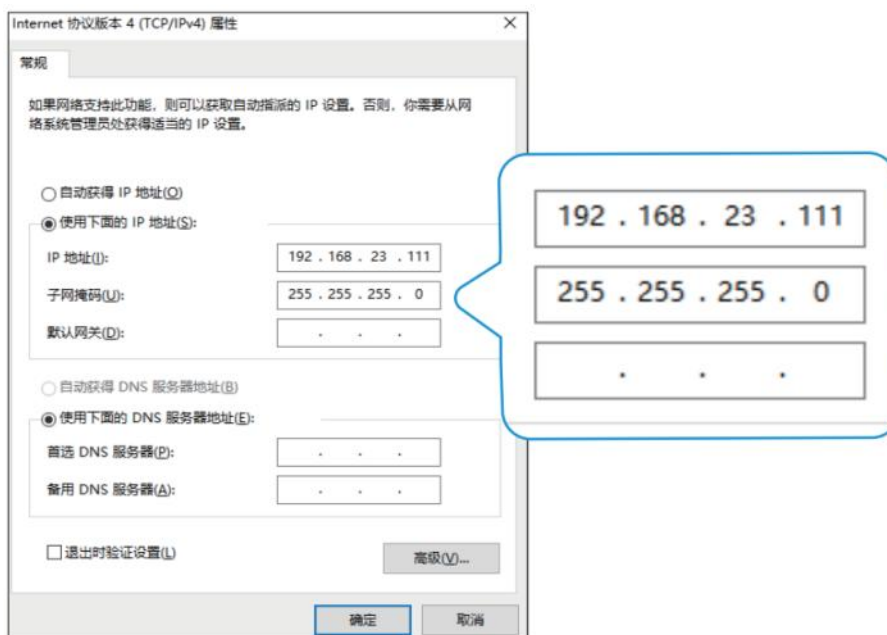 Internet 协议版本 4 (TCP/IPv4) 属性
常规
如果网络支持此功能，则可以获取自动指派的 IP 设置。否则，你需要从网
络系统管理员处获得适当的 IP 设置。
自动获得 IP 地址(O)
使用下面的 IP 地址(S):
IP 地址(I): 192 . 168 . 23 . 111
子网掩码(U): 255 . 255 . 255 . 0
默认网关(D): . . .
自动获得 DNS 服务器地址(B)
使用下面的 DNS 服务器地址(E):
首选 DNS 服务器(P): . . .
备用 DNS 服务器(A): . . .
退出时验证设置(L)
高级(V)...
确定 取消
192 . 168 . 23 . 111
255 . 255 . 255 . 0
. . .